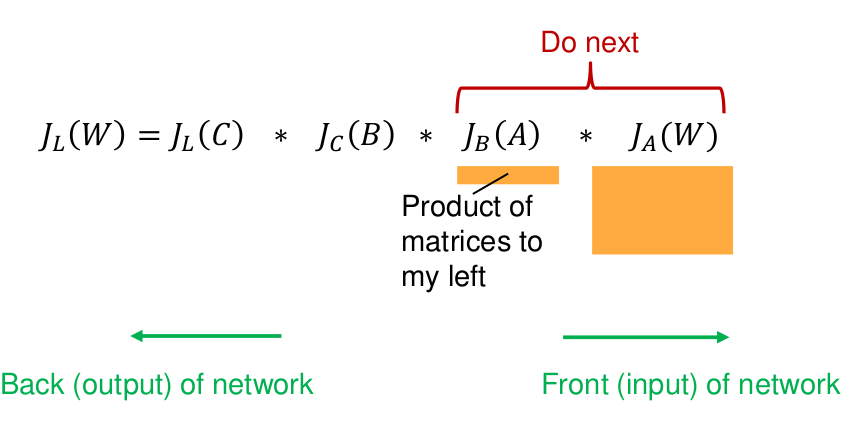 Do next
J_L(W) = J_L(C) * J_C(B) * J_B(A) * J_A(W)
Product of
matrices to
my left
Back (output) of network
Front (input) of network